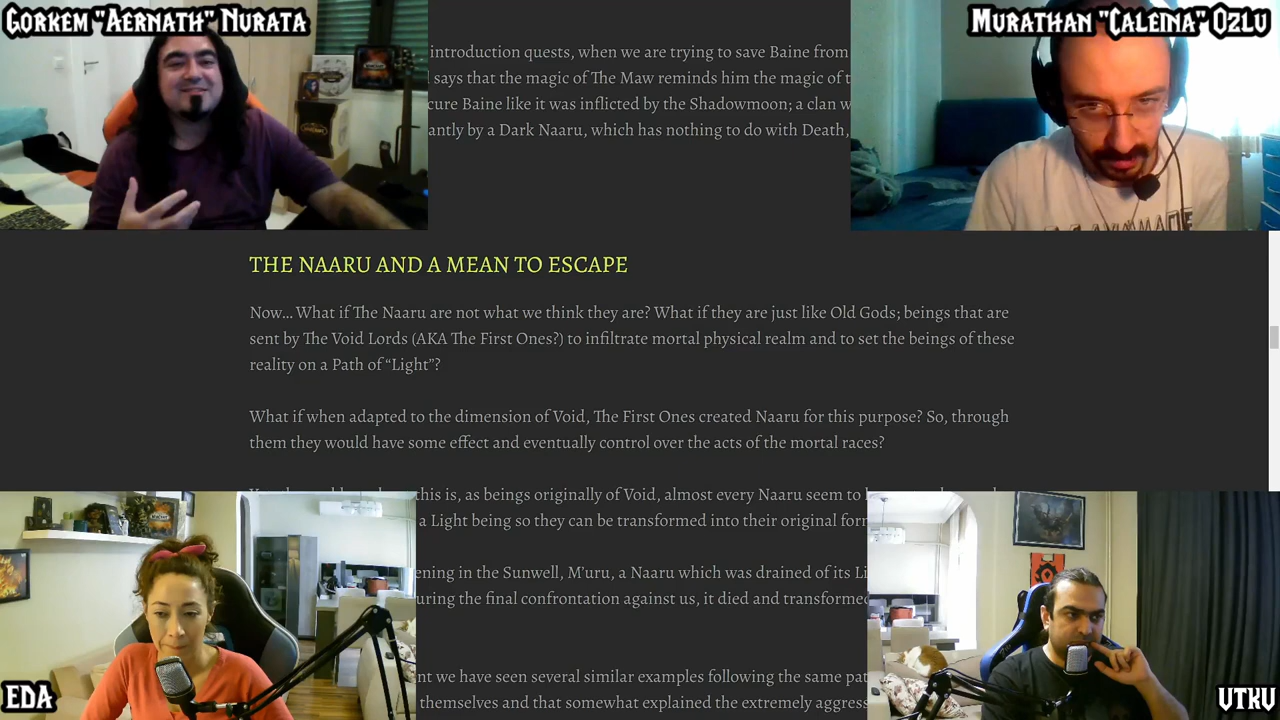 GORKEM "AERNATH" NURATA
MURATHAN "CALEINA" OZLU
introduction quests, when we are trying to save Baine from
says that the magic of The Maw reminds him the magic of t
cure Baine like it was inflicted by the Shadowmoon; a clan w
antly by a Dark Naaru, which has nothing to do with Death,
THE NAARU AND A MEAN TO ESCAPE
Now... What if The Naaru are not what we think they are? What if they are just like Old Gods; beings that are
sent by The Void Lords (AKA The First Ones?) to infiltrate mortal physical realm and to set the beings of these
reality on a Path of “Light”?
What if when adapted to the dimension of Void, The First Ones created Naaru for this purpose? So, through
them they would have some effect and eventually control over the acts of the mortal races?
this is, as beings originally of Void, almost every Naaru seem to
a Light being so they can be transformed into their original for
ening in the Sunwell, M'uru, a Naaru which was drained of its Li
uring the final confrontation against us, it died and transformed
nt we have seen several similar examples following the same pat
themselves and that somewhat explained the extremely aggress
EDA
UTKU